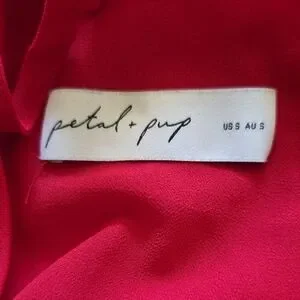 petal + pup US S AU S